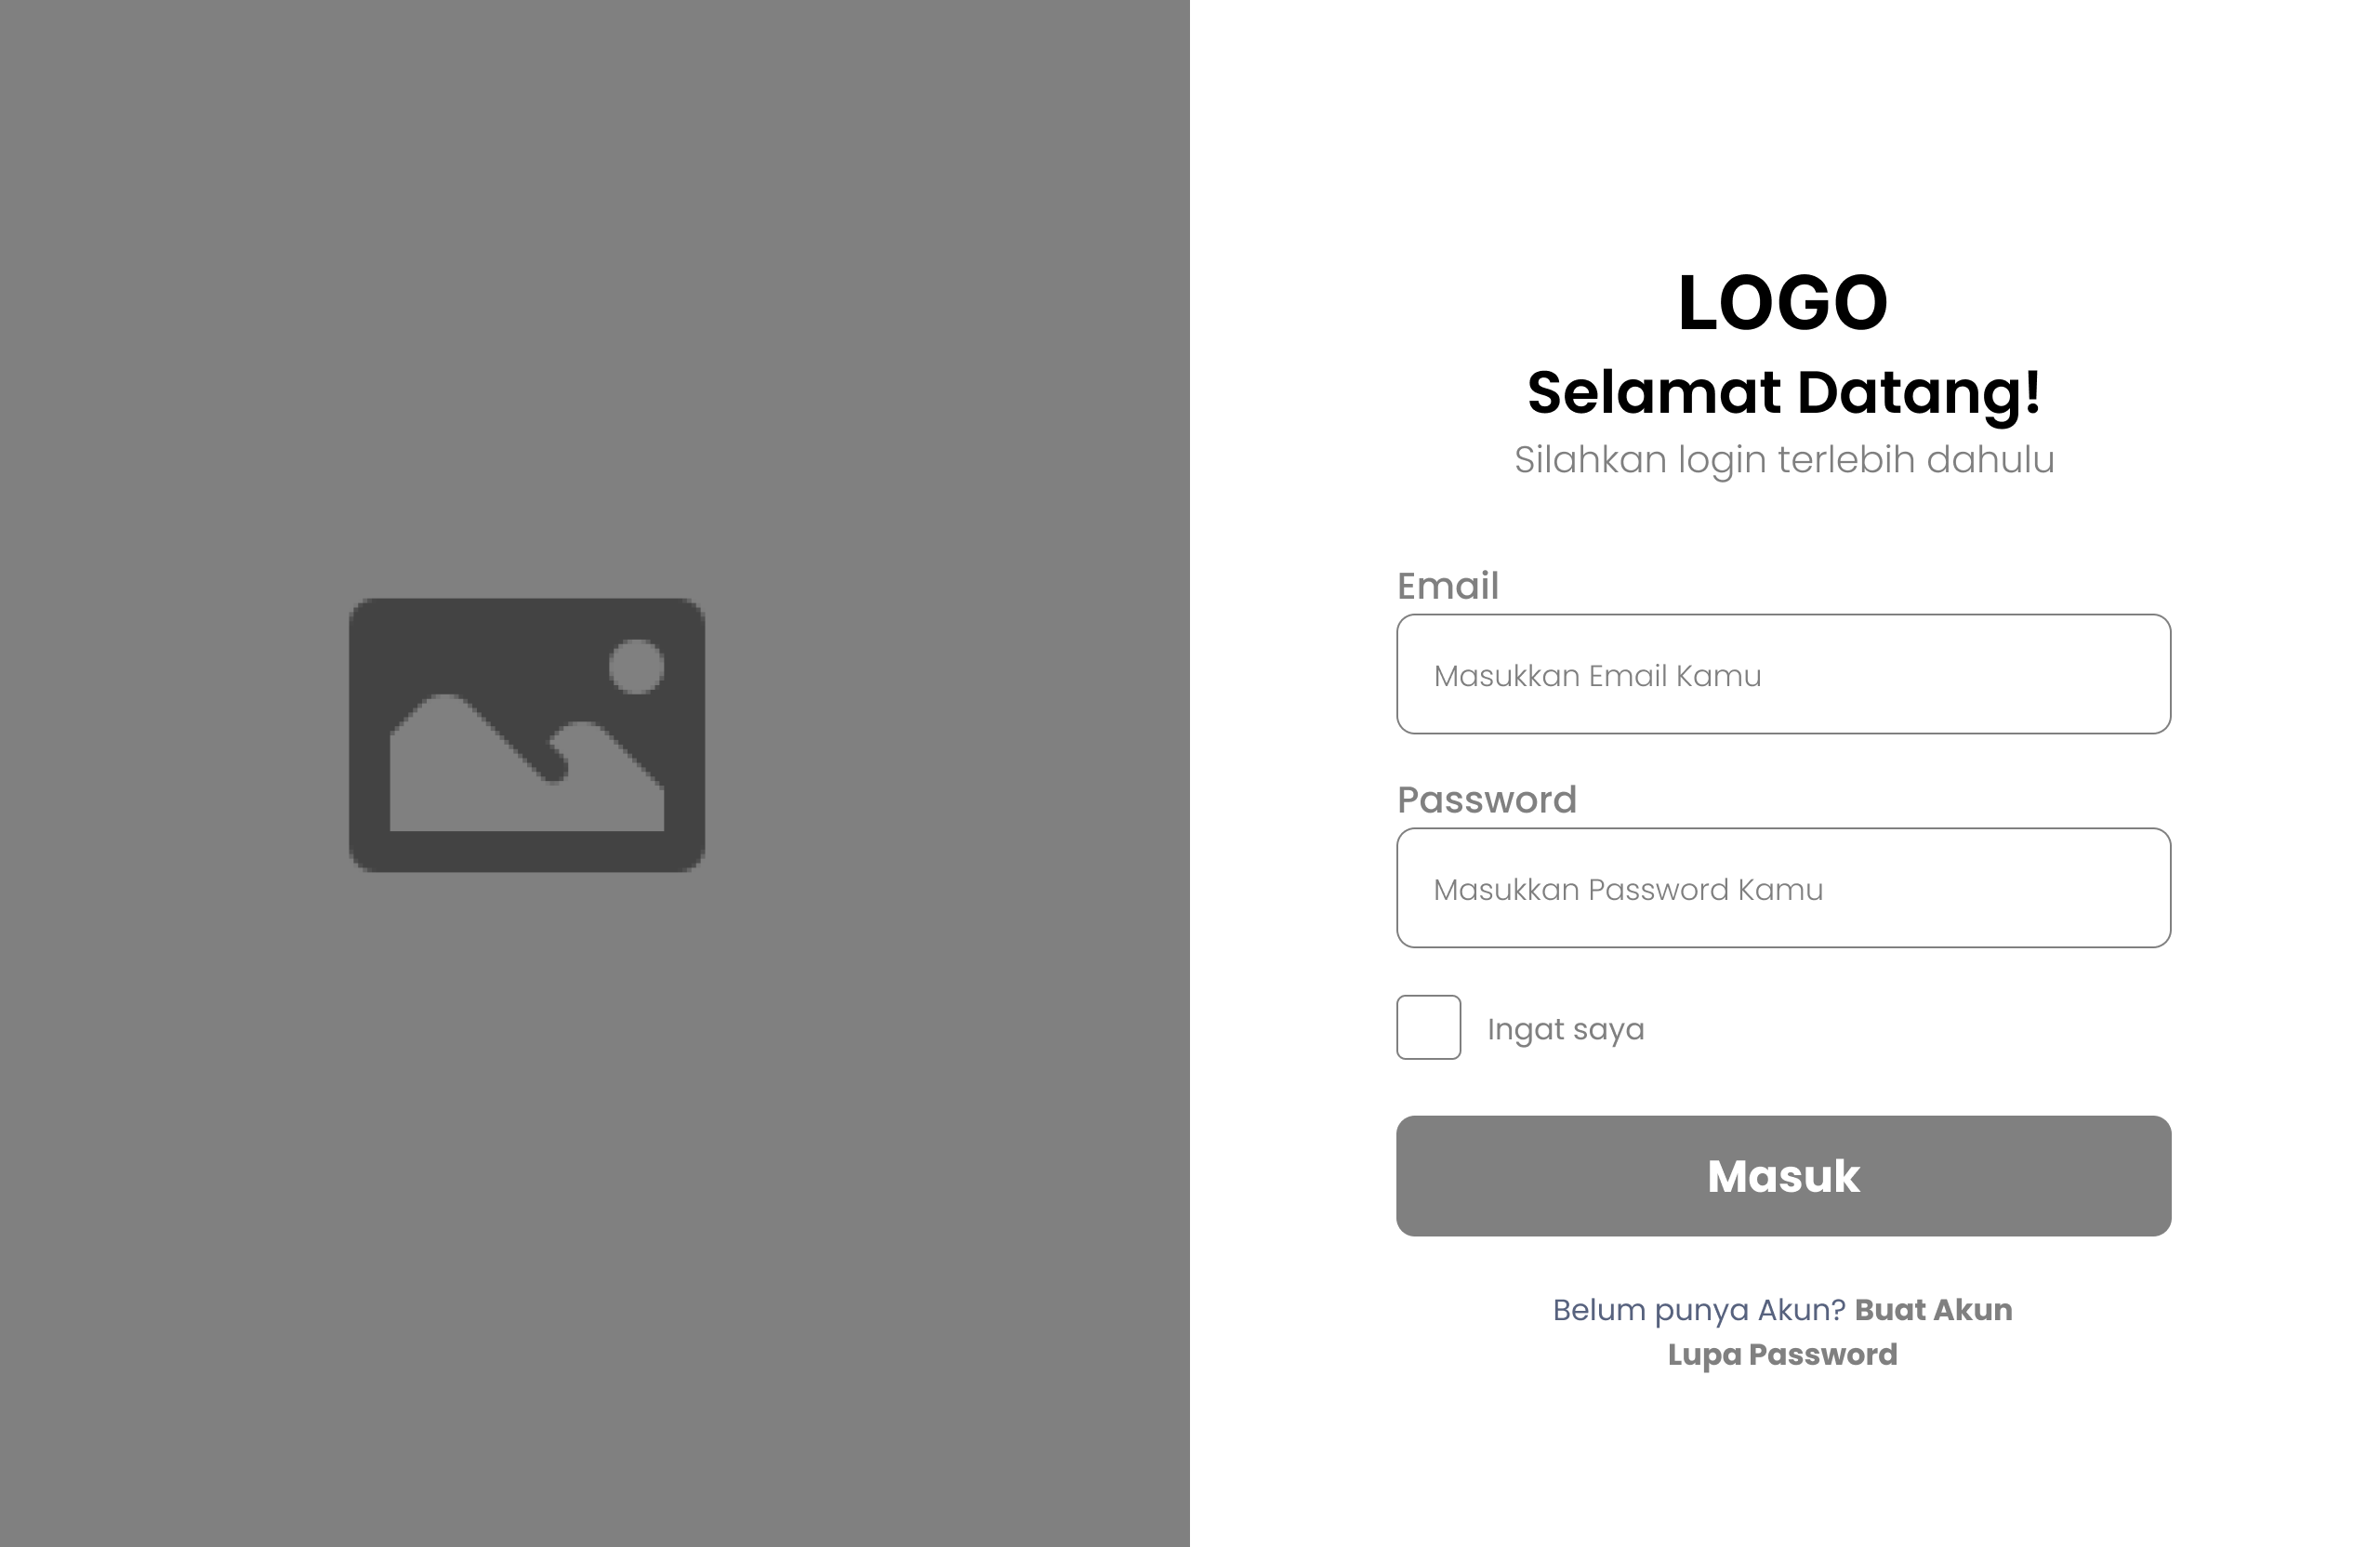 LOGO
Selamat Datang!
Silahkan login terlebih dahulu
Email
Masukkan Email Kamu
Password
Masukkan Password Kamu
Ingat saya
Masuk
Belum punya Akun? Buat Akun
Lupa Password